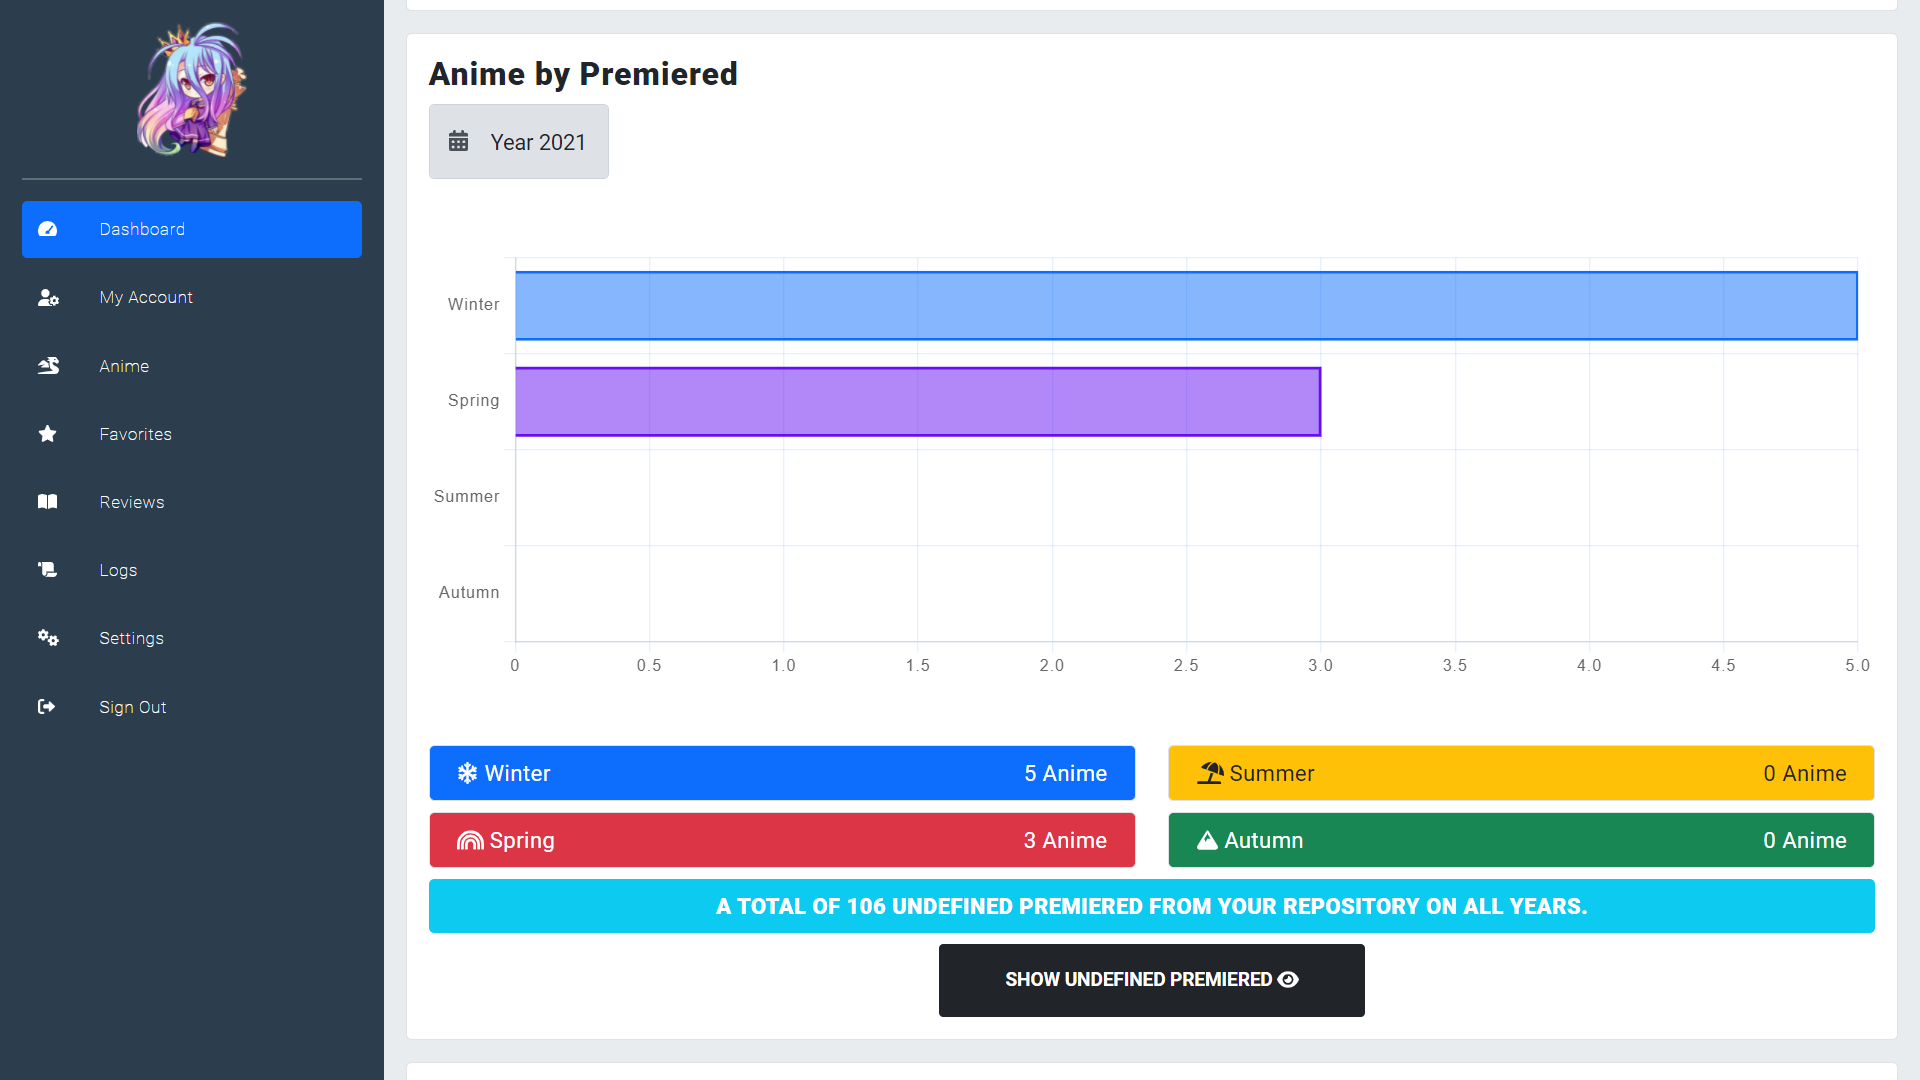 Dashboard
My Account
Anime
Favorites
Reviews
Logs
Settings
Sign Out
Anime by Premiered
Year 2021
Winter
Spring
Summer
Autumn
0 0.5 1.0 1.5 2.0 2.5 3.0 3.5 4.0 4.5 5.0
Winter 5 Anime
Summer 0 Anime
Spring 3 Anime
Autumn 0 Anime
A TOTAL OF 106 UNDEFINED PREMIERED FROM YOUR REPOSITORY ON ALL YEARS.
SHOW UNDEFINED PREMIERED